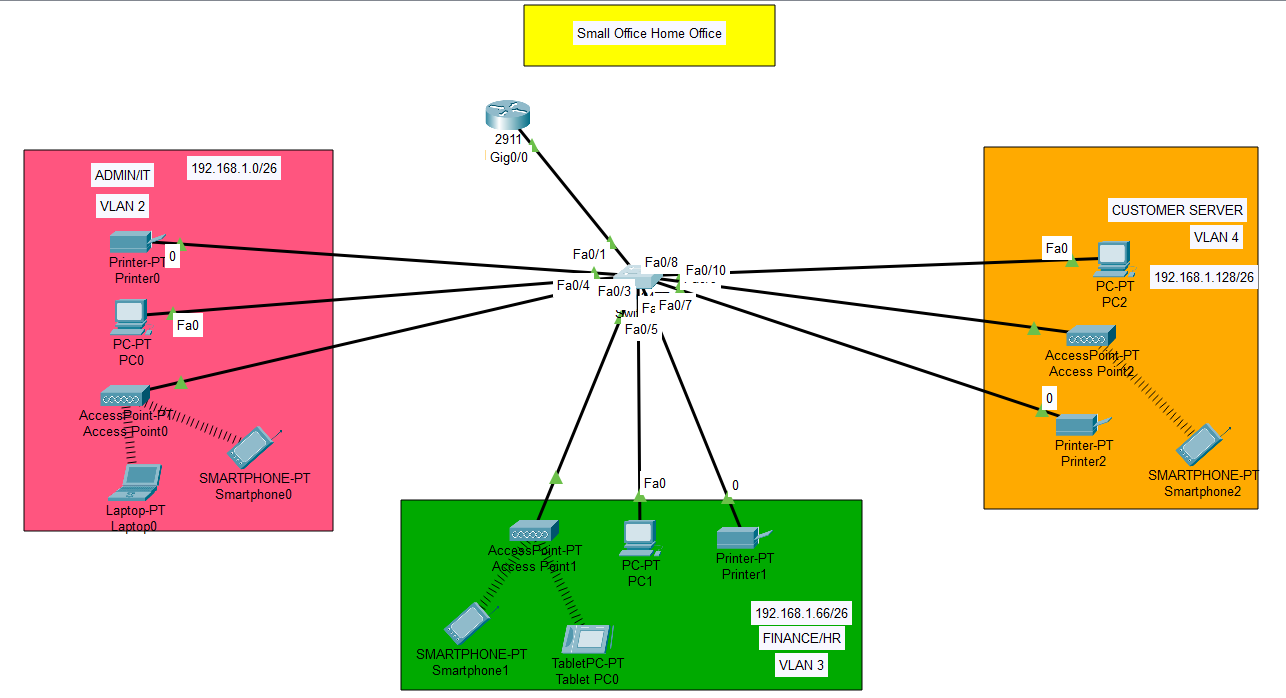 Small Office Home Office
2911
Gig0/0
ADMIN/IT
192.168.1.0/26
VLAN 2
Printer-PT
Printer0
0
PC-PT
PC0
Fa0
AccessPoint-PT
Access Point0
SMARTPHONE-PT
Smartphone0
Laptop-PT
Laptop0
Fa0/1
Fa0/8
Fa0/10
Fa0/4
Fa0/3
Fa0/7
Fa0/5
CUSTOMER SERVER
VLAN 4
192.168.1.128/26
Fa0
PC-PT
PC2
AccessPoint-PT
Access Point2
0
Printer-PT
Printer2
SMARTPHONE-PT
Smartphone2
Fa0
0
AccessPoint-PT
Access Point1
PC-PT
PC1
Printer-PT
Printer1
SMARTPHONE-PT
Smartphone1
TabletPC-PT
Tablet PC0
192.168.1.66/26
FINANCE/HR
VLAN 3